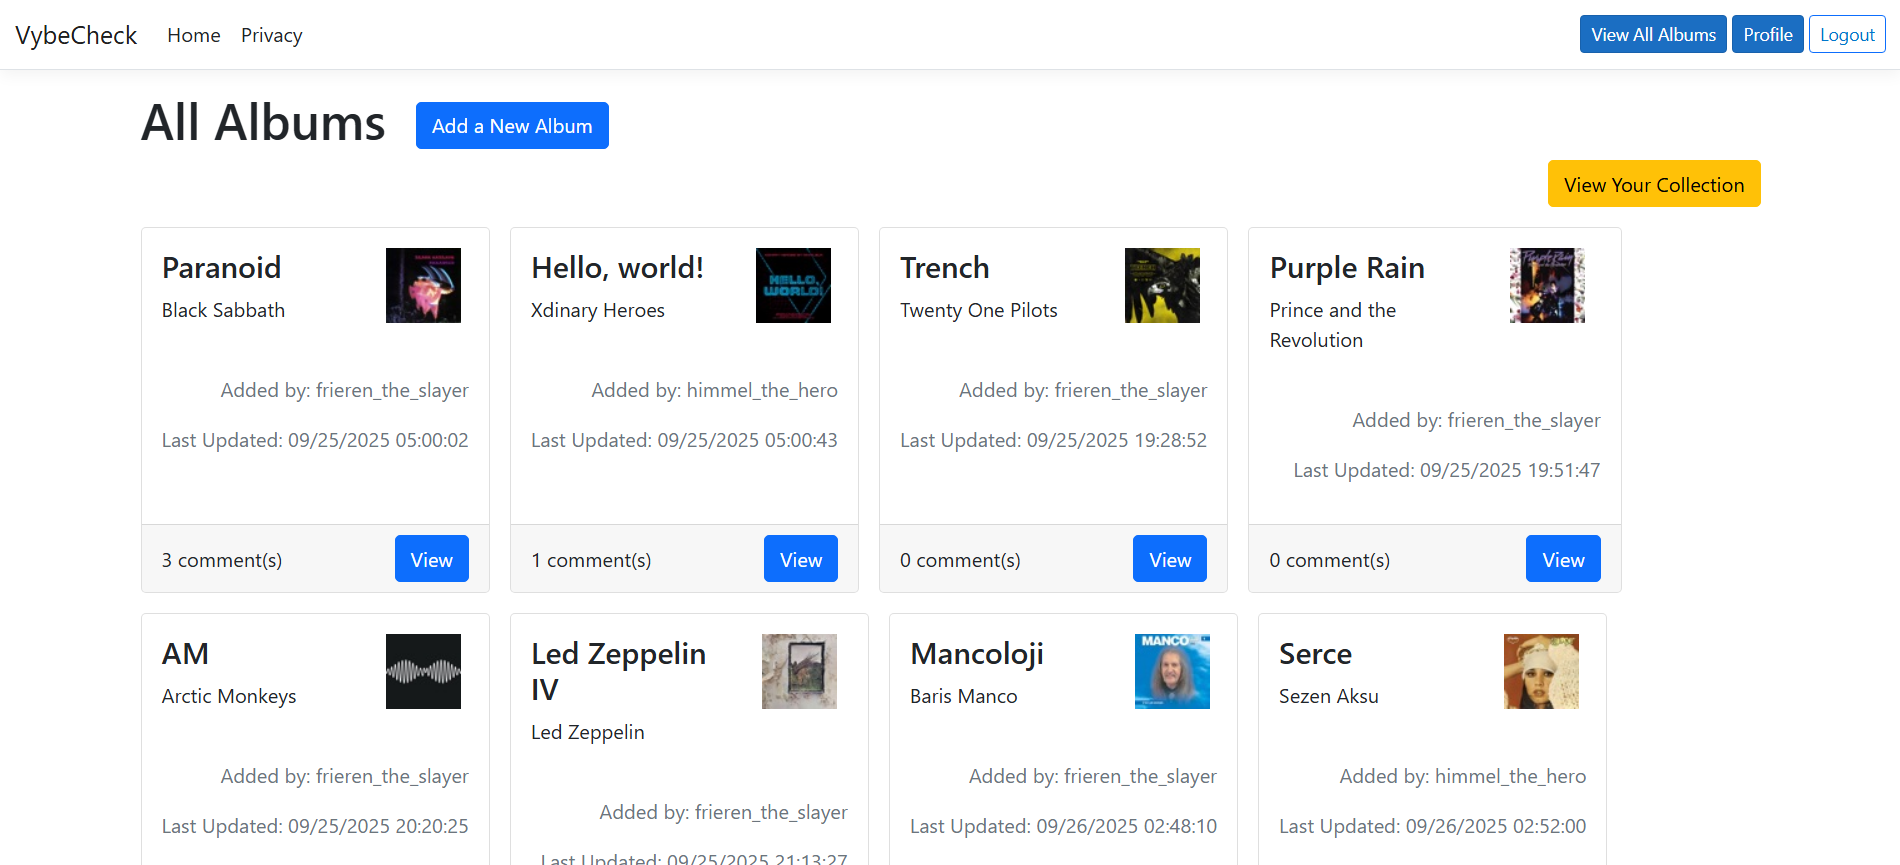 VybeCheck Home Privacy View All Albums Profile Logout
All Albums Add a New Album
View Your Collection
Paranoid
Black Sabbath
Added by: frieren_the_slayer
Last Updated: 09/25/2025 05:00:02
3 comment(s) View
Hello, world!
Xdinary Heroes
HELLO,
WORLD!
Added by: himmel_the_hero
Last Updated: 09/25/2025 05:00:43
1 comment(s) View
Trench
Twenty One Pilots
Added by: frieren_the_slayer
Last Updated: 09/25/2025 19:28:52
0 comment(s) View
Purple Rain
Prince and the
Revolution
Purple Rain
Added by: frieren_the_slayer
Last Updated: 09/25/2025 19:51:47
0 comment(s) View
AM
Arctic Monkeys
Added by: frieren_the_slayer
Last Updated: 09/25/2025 20:20:25
Led Zeppelin
IV
Led Zeppelin
Added by: frieren_the_slayer
Last Updated: 09/25/2025 21:13:27
Mancoloji
Baris Manco
MANCO
Added by: frieren_the_slayer
Last Updated: 09/26/2025 02:48:10
Serce
Sezen Aksu
Added by: himmel_the_hero
Last Updated: 09/26/2025 02:52:00